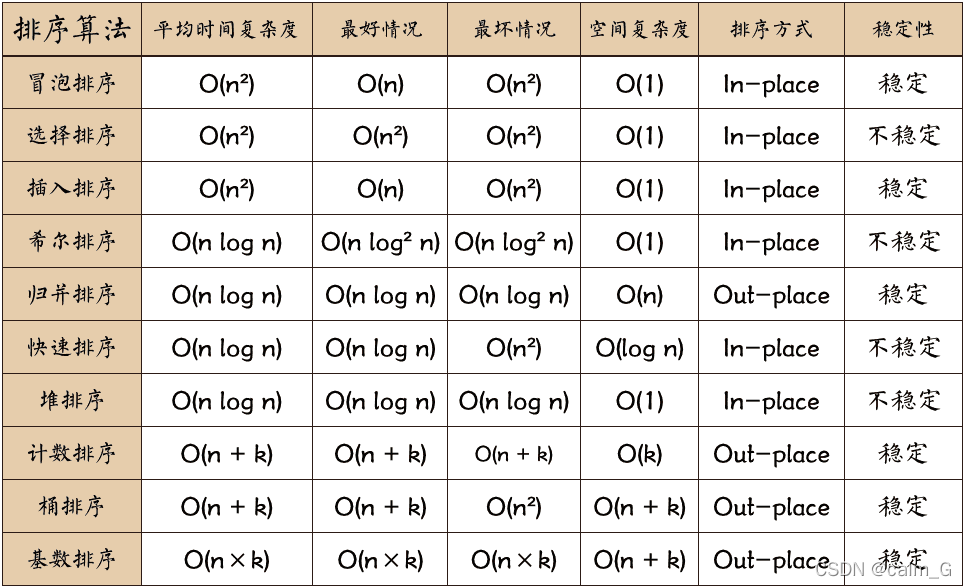 排序算法 平均时间复杂度 最好情况 最坏情况 空间复杂度 排序方式 稳定性
冒泡排序 O(n²) O(n) O(n²) O(1) In-place 稳定
选择排序 O(n²) O(n²) O(n²) O(1) In-place 不稳定
插入排序 O(n²) O(n) O(n²) O(1) In-place 稳定
希尔排序 O(n log n) O(n log² n) O(n log² n) O(1) In-place 不稳定
归并排序 O(n log n) O(n log n) O(n log n) O(n) Out-place 稳定
快速排序 O(n log n) O(n log n) O(n²) O(log n) In-place 不稳定
堆排序 O(n log n) O(n log n) O(n log n) O(1) In-place 不稳定
计数排序 O(n + k) O(n + k) O(n + k) O(k) Out-place 稳定
桶排序 O(n + k) O(n + k) O(n²) O(n + k) Out-place 稳定
基数排序 O(n×k) O(n×k) O(n×k) O(n + k) Out-place 稳定
CSDN @calm_G